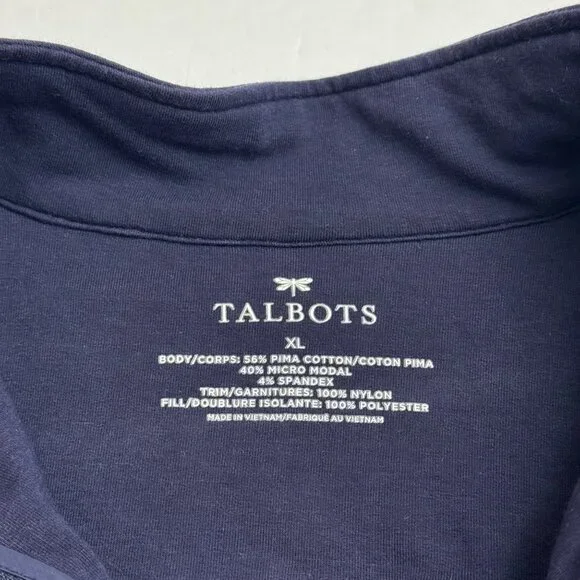 TALBOTS
XL
BODY/CORPS: 56% PIMA COTTON/COTON PIMA
40% MICRO MODAL
4% SPANDEX
TRIM/GARNITURES: 100% NYLON
FILL/DOUBLURE ISOLANTE: 100% POLYESTER
MADE IN VIETNAM/FABRIQUÉ AU VIETNAM